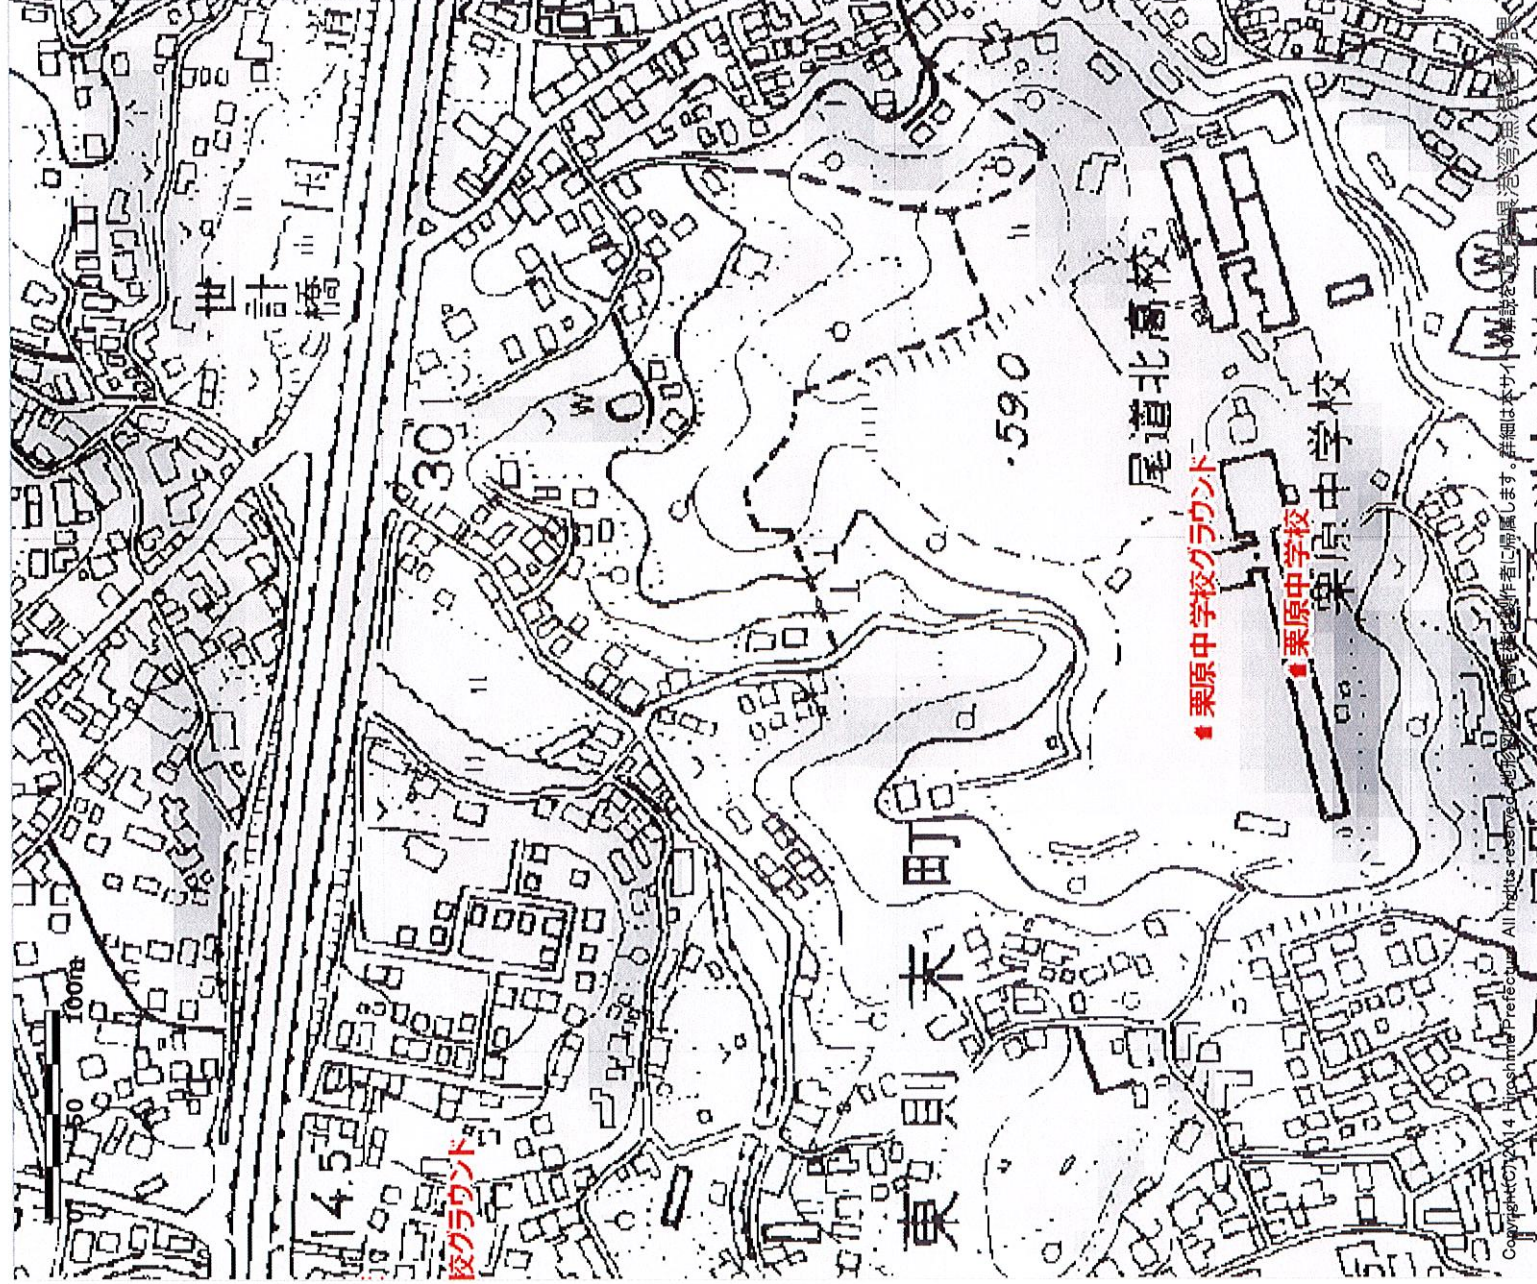 0 50 100m
145
校グラウンド
世計橋
30
W
東則末町
59.0
尾道北高校
栗原中学校グラウンド
栗原中学校
栗原中学校
W
W
Copyright(C)2014 Hiroshima Prefecture All rights reserved